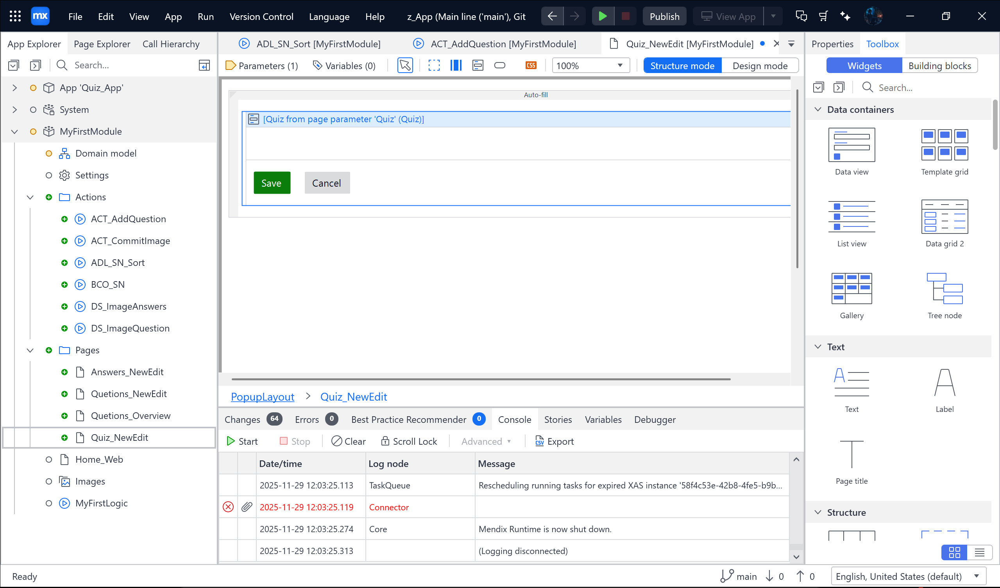 mx File Edit View App Run Version Control Language Help z_App (Main line ('main'), Git Publish View App
App Explorer Page Explorer Call Hierarchy
Search...
App 'Quiz_App'
System
MyFirstModule
Domain model
Settings
Actions
ACT_AddQuestion
ACT_CommitImage
ADL_SN_Sort
BCO_SN
DS_ImageAnswers
DS_ImageQuestion
Pages
Answers_NewEdit
Quetions_NewEdit
Quetions_Overview
Quiz_NewEdit
Home_Web
Images
MyFirstLogic
ADL_SN_Sort [MyFirstModule] ACT_AddQuestion [MyFirstModule] Quiz_NewEdit [MyFirstModule]
Parameters (1) Variables (0) CSS 100% Structure mode Design mode
Auto-fill
[Quiz from page parameter 'Quiz' (Quiz)]
Save Cancel
PopupLayout > Quiz_NewEdit
Changes 64 Errors 0 Best Practice Recommender 0 Console Stories Variables Debugger
Start Stop Clear Scroll Lock Advanced CSV Export
Date/time Log node Message
2025-11-29 12:03:25.113 TaskQueue Rescheduling running tasks for expired XAS instance '58f4c53e-42b8-4fe5-b9b...
2025-11-29 12:03:25.119 Connector
2025-11-29 12:03:25.274 Core Mendix Runtime is now shut down.
2025-11-29 12:03:25.313 (Logging disconnected)
Properties Toolbox
Widgets Building blocks
Search...
Data containers
Data view Template grid
List view Data grid 2
Gallery Tree node
Text
Text Label
Page title
Structure
Ready main 0 0 English, United States (default)